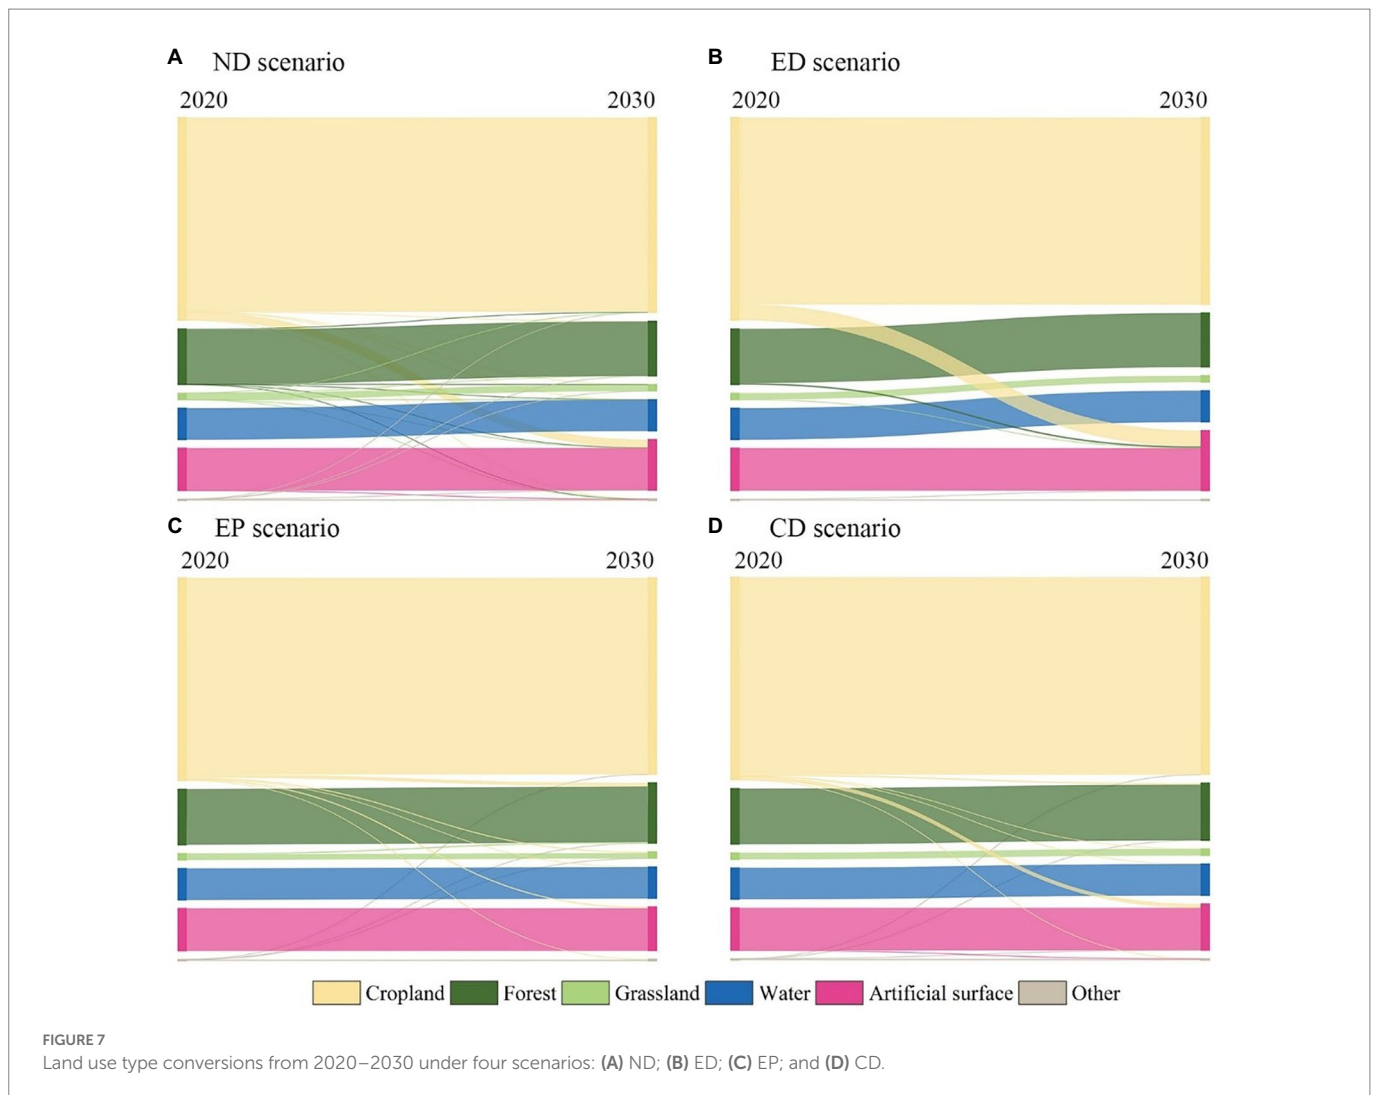 A ND scenario
2020 2030
B ED scenario
2020 2030
C EP scenario
2020 2030
D CD scenario
2020 2030
Cropland Forest Grassland Water Artificial surface Other
FIGURE 7
Land use type conversions from 2020–2030 under four scenarios: (A) ND; (B) ED; (C) EP; and (D) CD.